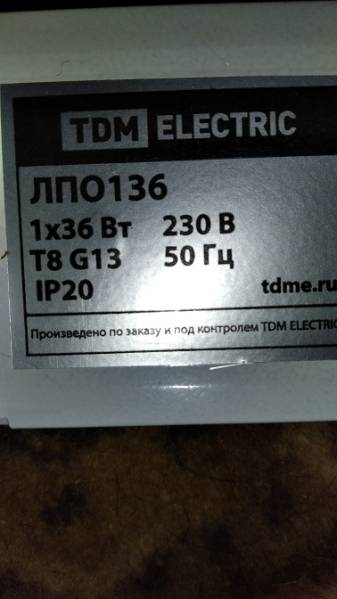 TDM ELECTRIC
ЛПО136
1х36 Вт 230 В
T8 G13 50 Гц
IP20 tdme.ru
Произведено по заказу и под контролем TDM ELECTRIC